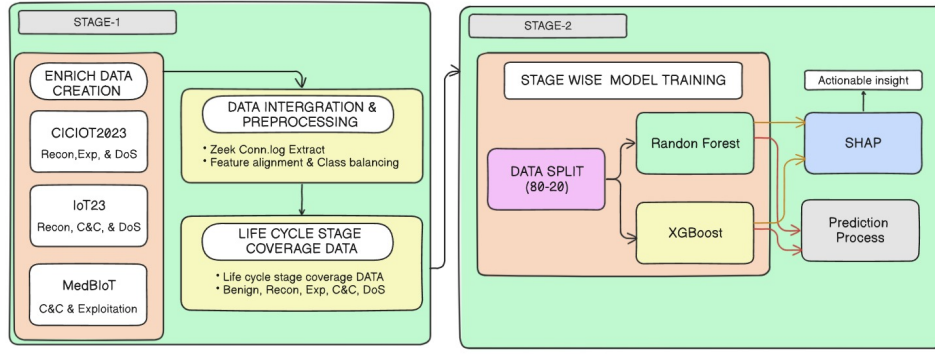 STAGE-1
ENRICH DATA
CREATION
CICIOT2023
Recon,Exp, & DoS
IoT23
Recon, C&C, & DoS
MedBIoT
C&C & Exploitation
DATA INTERGRATION &
PREPROCESSING
• Zeek Conn.log Extract
• Feature alignment & Class balancing
LIFE CYCLE STAGE
COVERAGE DATA
• Life cycle stage coverage DATA
• Benign, Recon, Exp, C&C, DoS
STAGE-2
STAGE WISE MODEL TRAINING
DATA SPLIT
(80-20)
Randon Forest
XGBoost
Actionable insight
SHAP
Prediction
Process